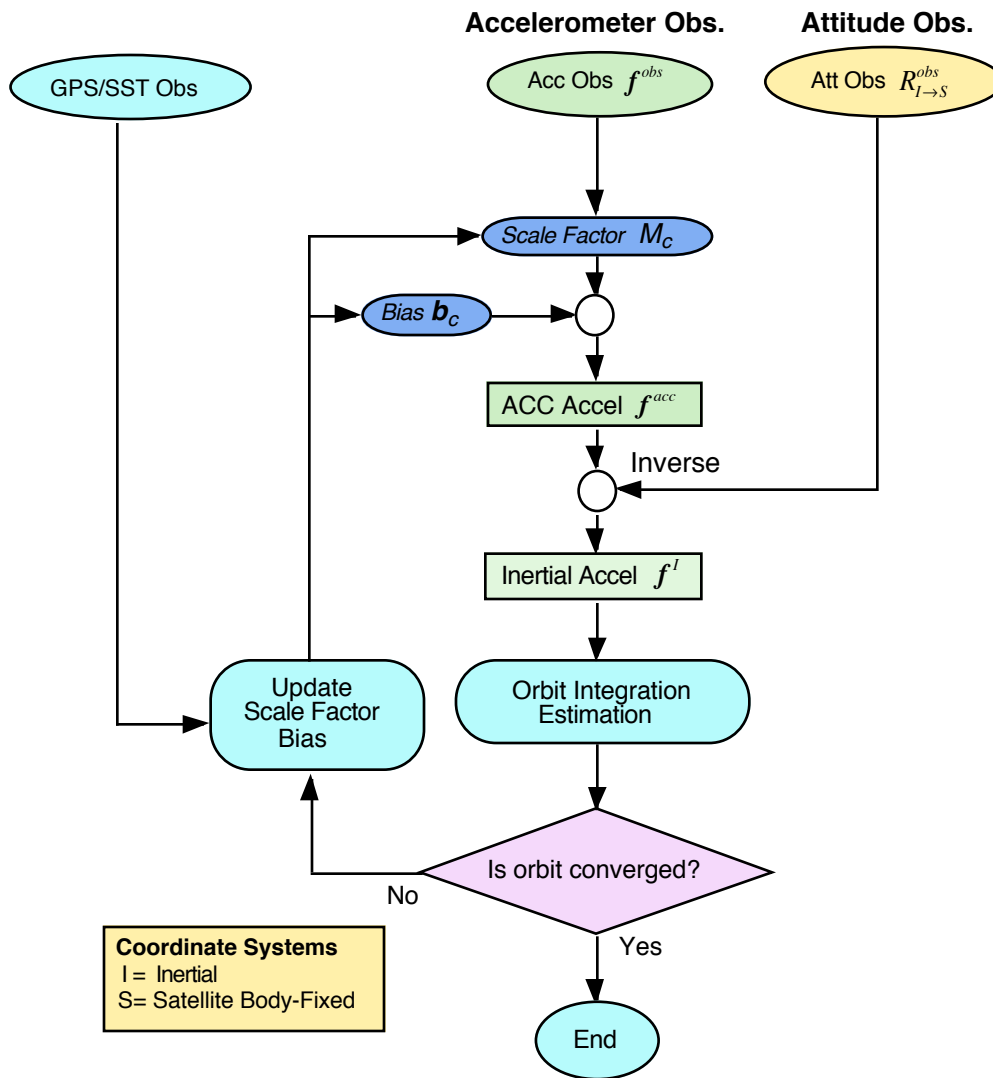 Accelerometer Obs.
Attitude Obs.
GPS/SST Obs
Acc Obs f^{obs}
Att Obs R_{I→S}^{obs}
Scale Factor M_c
Bias b_c
ACC Accel f^{acc}
Inverse
Inertial Accel f^I
Update
Scale Factor
Bias
Orbit Integration
Estimation
Is orbit converged?
No
Yes
Coordinate Systems
I = Inertial
S= Satellite Body-Fixed
End